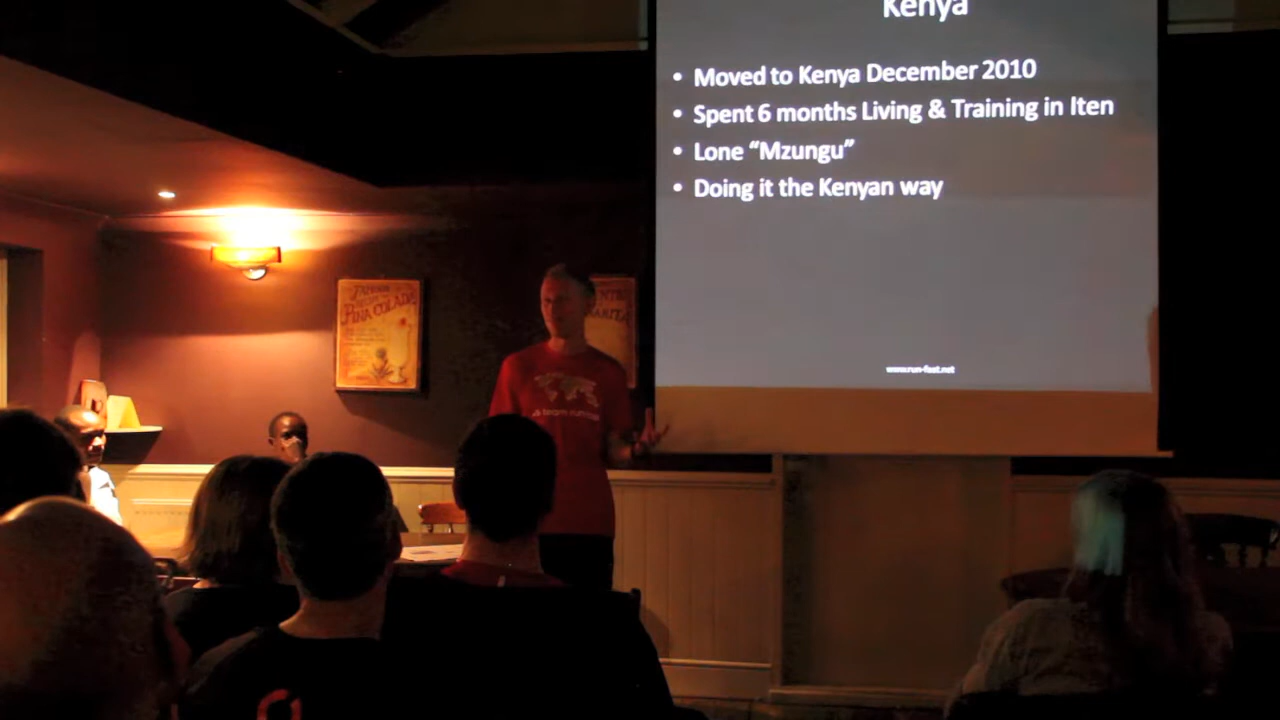 Kenya
• Moved to Kenya December 2010
• Spent 6 months Living & Training in Iten
• Lone “Mzungu”
• Doing it the Kenyan way
www.run-fast.net
PINA COLADA
team